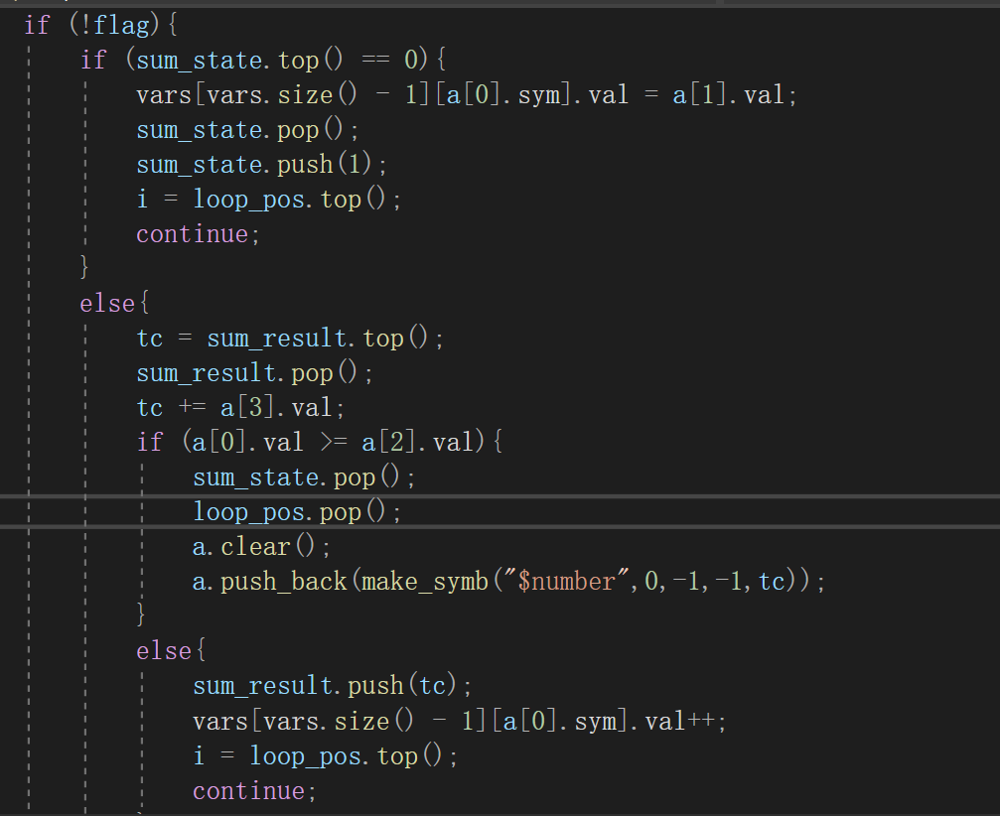 if (!flag){
if (sum_state.top() == 0){
vars[vars.size() - 1][a[0].sym].val = a[1].val;
sum_state.pop();
sum_state.push(1);
i = loop_pos.top();
continue;
}
else{
tc = sum_result.top();
sum_result.pop();
tc += a[3].val;
if (a[0].val >= a[2].val){
sum_state.pop();
loop_pos.pop();
a.clear();
a.push_back(make_symb("$number",0,-1,-1,tc));
}
else{
sum_result.push(tc);
vars[vars.size() - 1][a[0].sym].val++;
i = loop_pos.top();
continue;